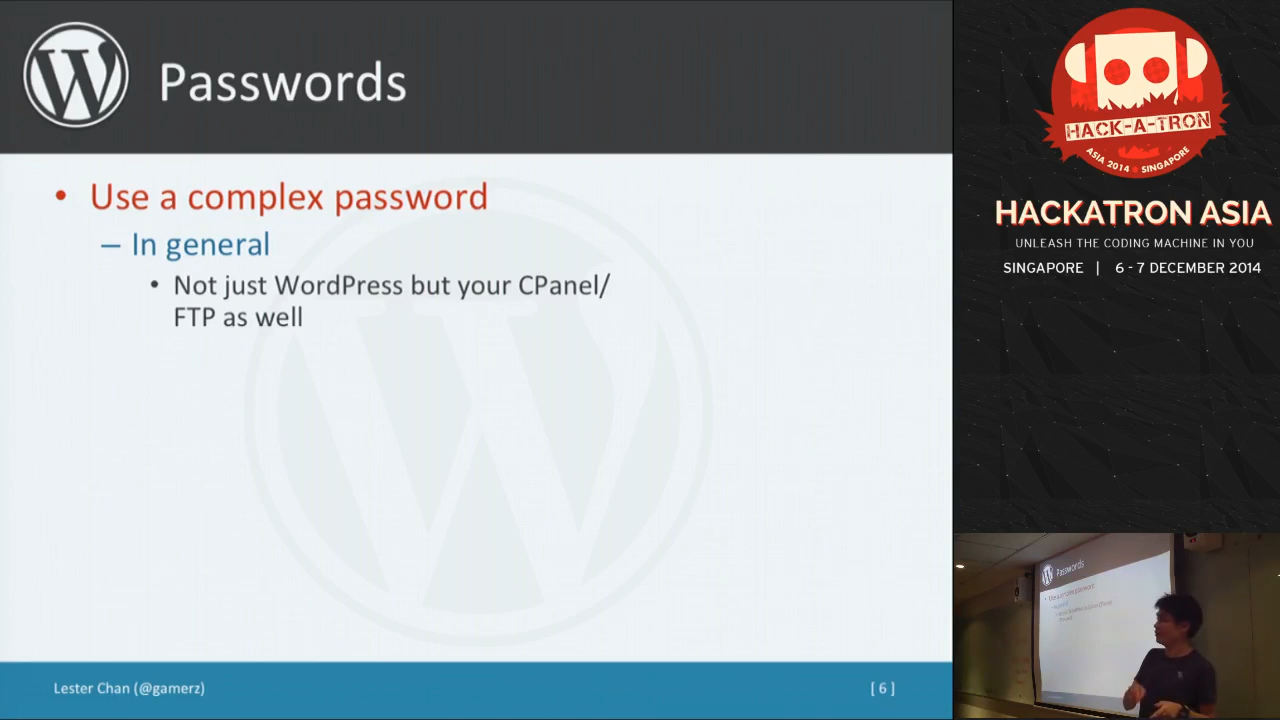 Passwords
• Use a complex password
– In general
• Not just WordPress but your CPanel/
FTP as well
Lester Chan (@gamerz)
[ 6 ]
HACK-A-TRON
ASIA 2014 SINGAPORE
HACKATRON ASIA
UNLEASH THE CODING MACHINE IN YOU
SINGAPORE | 6 - 7 DECEMBER 2014
Passwords